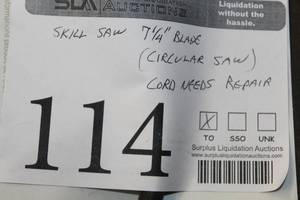 SLA AUCTIONS
Liquidation
without the
hassle.
SKILL SAW 7 1/4" BLADE
(CIRCULAR SAW)
CORD NEEDS REPAIR
114
X
TO SSO UNK
Surplus Liquidation Auctions
www.surplusliquidationauctions.com